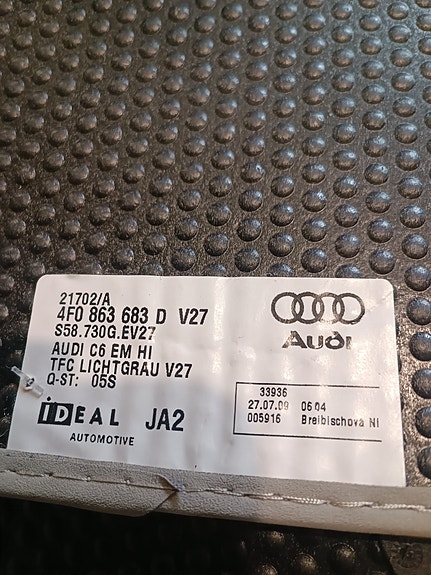 21702/A
4F0 863 683 D V27
S58.730G.EV27
AUDI C6 EM HI
TFC LICHTGRAU V27
Q-ST: 05S
iDEAL JA2
AUTOMOTIVE
Audi
33936
27.07.09 06:04
005916 Breibischova NI